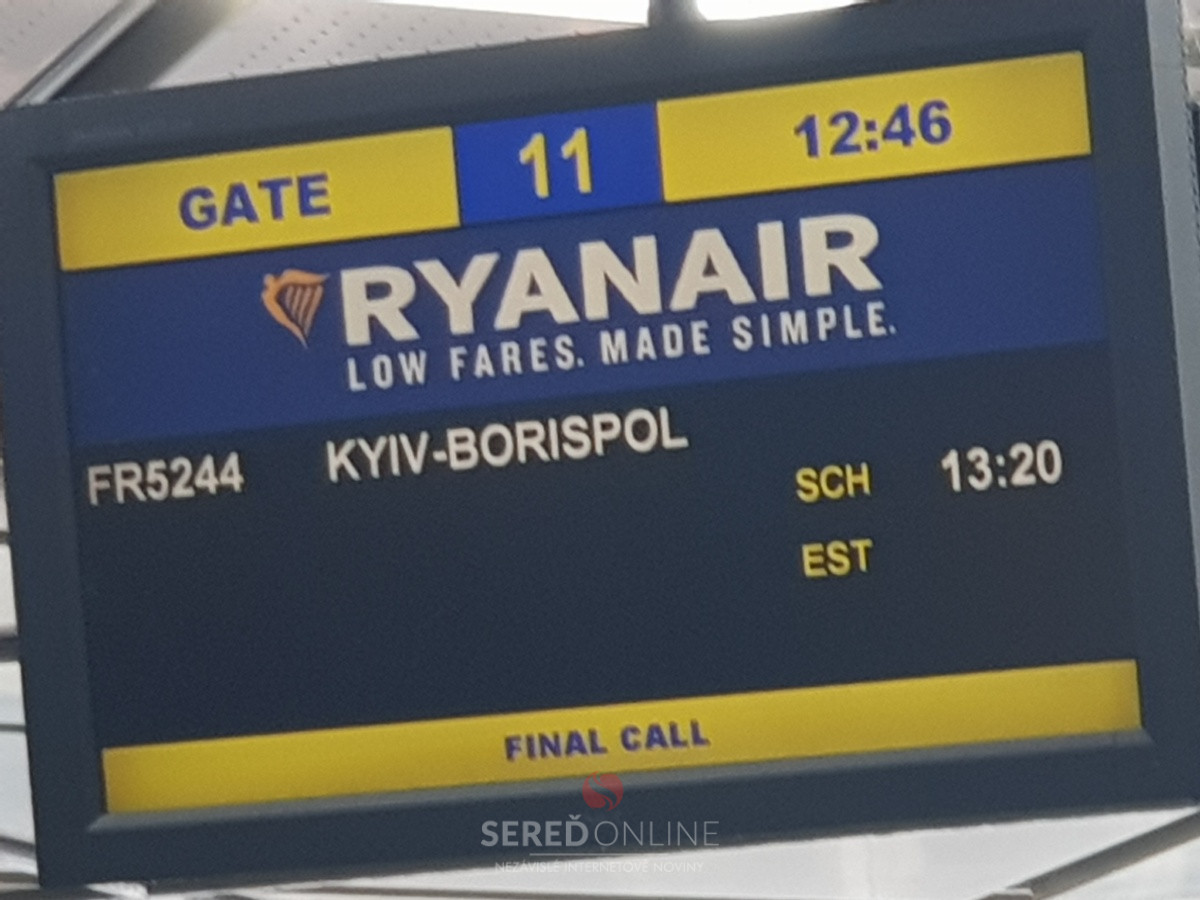 GATE 11 12:46
RYANAIR
LOW FARES. MADE SIMPLE.
FR5244 KYIV-BORISPOL SCH 13:20
EST
FINAL CALL
SEREĎONLINE
NEZÁVISLÉ INTERNETOVÉ NOVINY